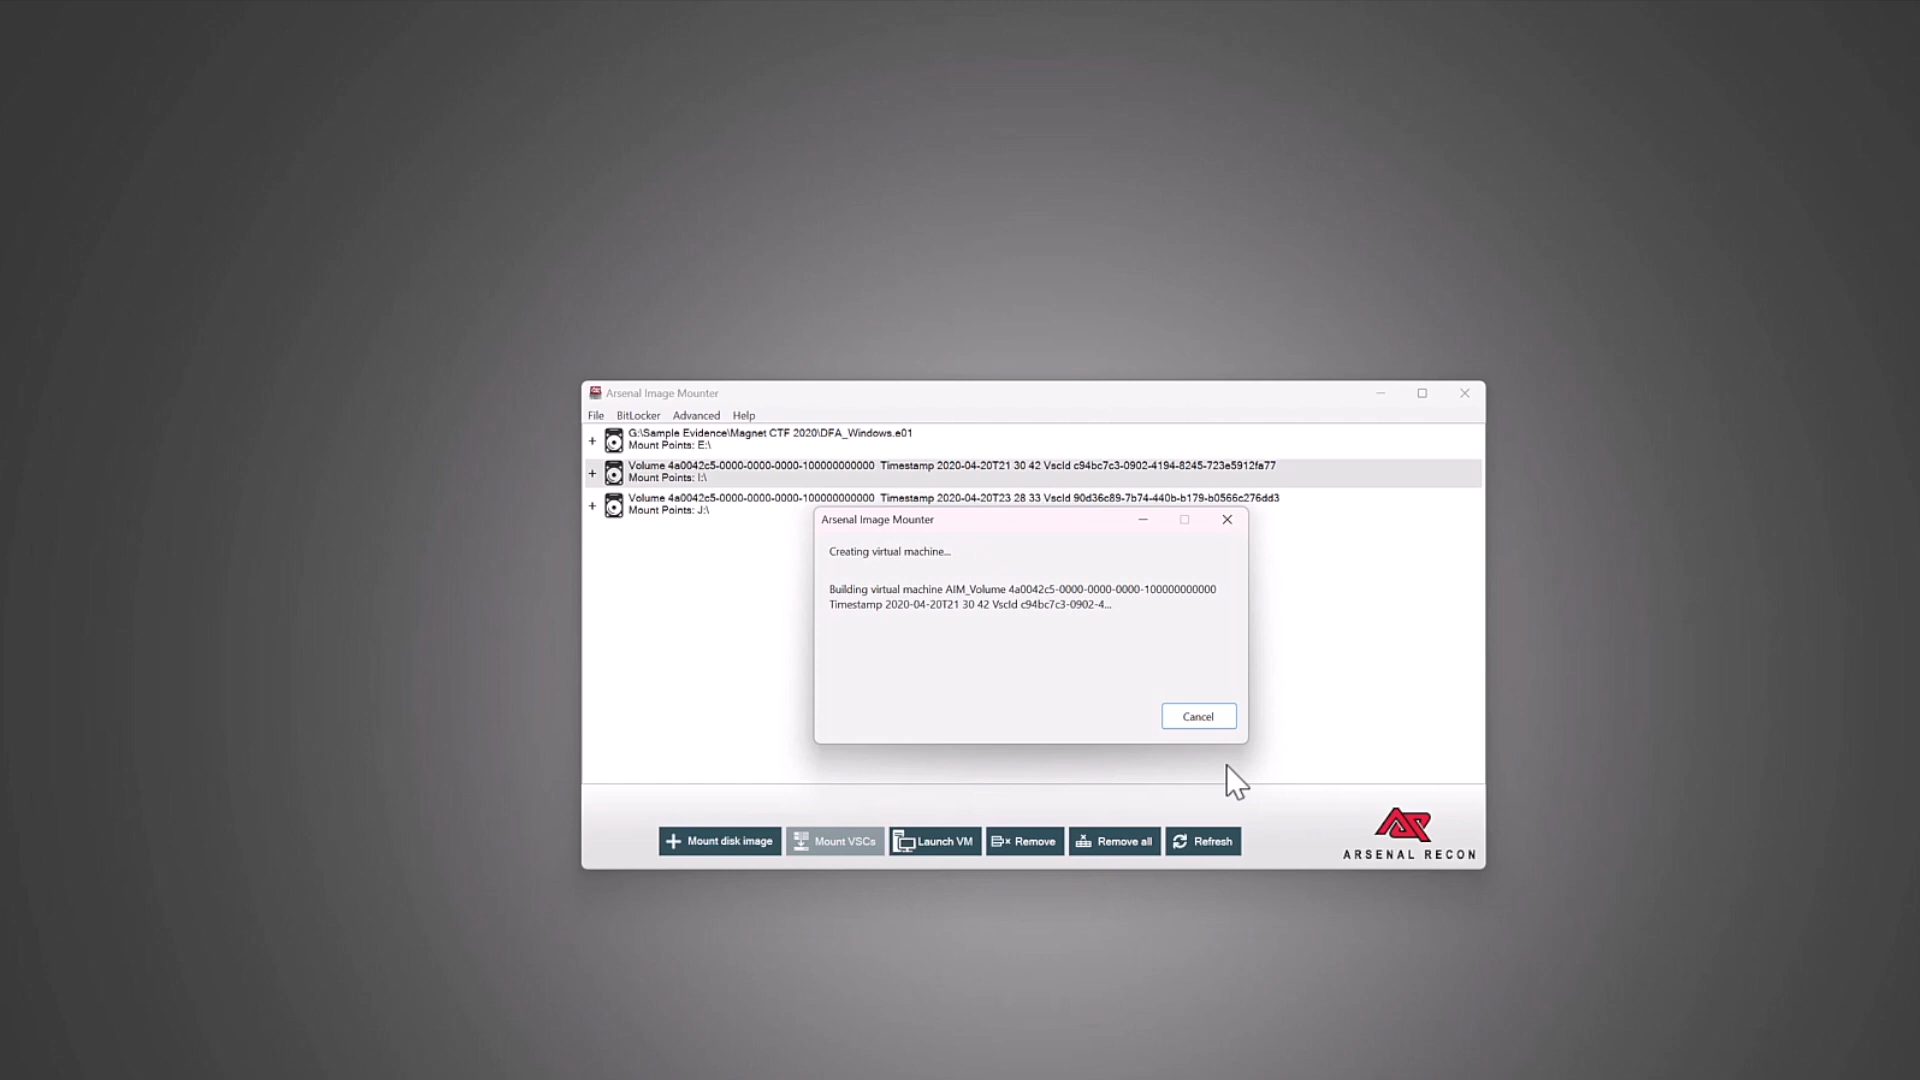 Arsenal Image Mounter
File BitLocker Advanced Help
G:\Sample Evidence\Magnet CTF 2020\DFA_Windows.e01
Mount Points: E:\
Volume 4a0042c5-0000-0000-0000-100000000000 Timestamp 2020-04-20T21 30 42 VscId c94bc7c3-0902-4194-8245-723e5912fa77
Mount Points: I:\
Volume 4a0042c5-0000-0000-0000-100000000000 Timestamp 2020-04-20T23 28 33 VscId 90d36c89-7b74-440b-b179-b0566c276dd3
Mount Points: J:\
Arsenal Image Mounter
Creating virtual machine...
Building virtual machine AIM_Volume 4a0042c5-0000-0000-0000-100000000000
Timestamp 2020-04-20T21 30 42 VscId c94bc7c3-0902-4...
Cancel
Mount disk image Mount VSCs Launch VM Remove Remove all Refresh
ARSENAL RECON